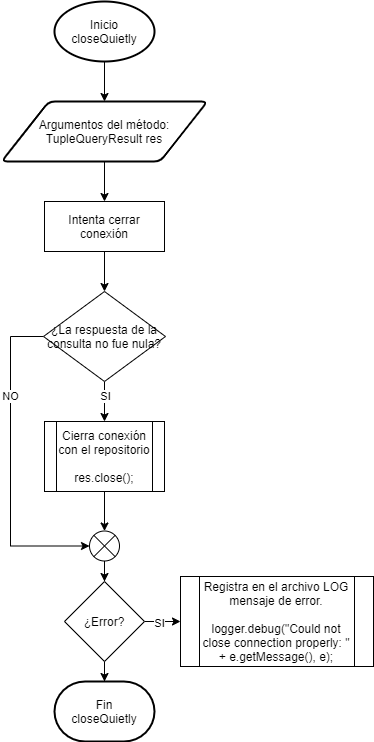 Inicio
closeQuietly
Argumentos del método:
TupleQueryResult res
Intenta cerrar
conexión
¿La respuesta de la
consulta no fue nula?
NO
SI
Cierra conexión
con el repositorio
res.close();
¿Error?
SI
Registra en el archivo LOG
mensaje de error.
logger.debug("Could not
close connection properly: "
+ e.getMessage(), e);
Fin
closeQuietly